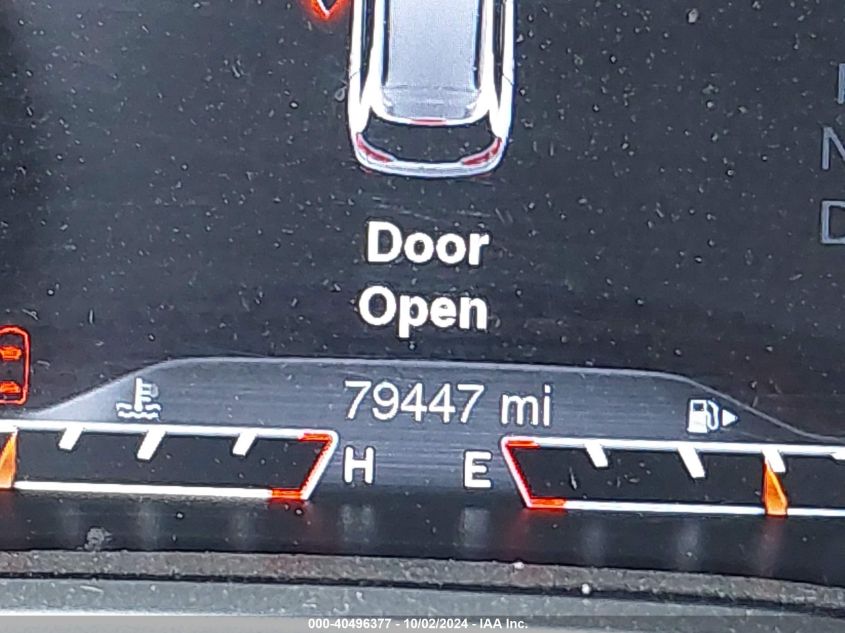 N
D
Door
Open
79447 mi
H E
000-40496377 - 10/02/2024 - IAA Inc.